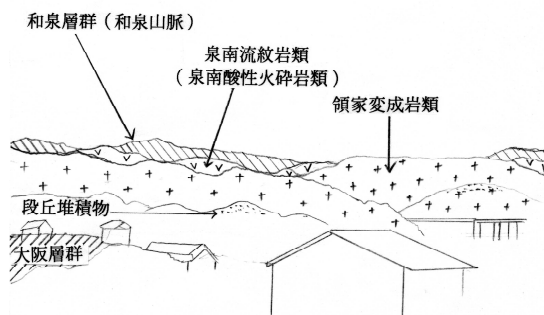 和泉層群（和泉山脈）
泉南流紋岩類
（泉南酸性火砕岩類）
領家変成岩類
段丘堆積物
大阪層群